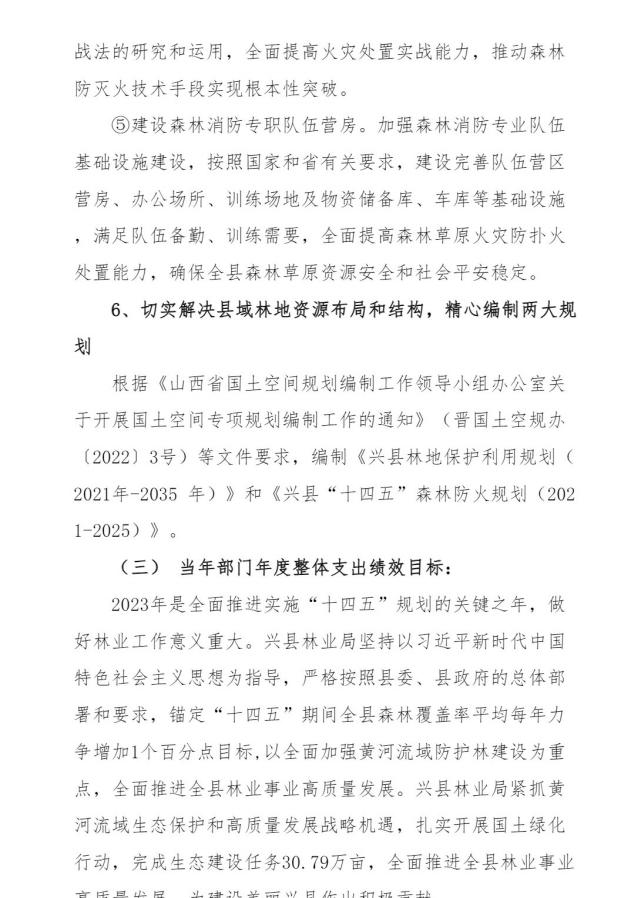 战法的研究和运用，全面提高火灾处置实战能力，推动森林
防灭火技术手段实现根本性突破。
⑤建设森林消防专职队伍营房。加强森林消防专业队伍
基础设施建设，按照国家和省有关要求，建设完善队伍营区
营房、办公场所、训练场地及物资储备库、车库等基础设施
，满足队伍备勤、训练需要，全面提高森林草原火灾防扑火
处置能力，确保全县森林草原资源安全和社会平安稳定。
6、切实解决县域林地资源布局和结构，精心编制两大规
划
根据《山西省国土空间规划编制工作领导小组办公室关
于开展国土空间专项规划编制工作的通知》（晋国土空规办
〔2022〕3号）等文件要求，编制《兴县林地保护利用规划（
2021年-2035 年）》和《兴县“十四五”森林防火规划（202
1-2025）》。
（三） 当年部门年度整体支出绩效目标：
2023年是全面推进实施“十四五”规划的关键之年，做
好林业工作意义重大。兴县林业局坚持以习近平新时代中国
特色社会主义思想为指导，严格按照县委、县政府的总体部
署和要求，锚定“十四五”期间全县森林覆盖率平均每年力
争增加1个百分点目标,以全面加强黄河流域防护林建设为重
点，全面推进全县林业事业高质量发展。兴县林业局紧抓黄
河流域生态保护和高质量发展战略机遇，扎实开展国土绿化
行动，完成生态建设任务30.79万亩，全面推进全县林业事业
高质量发展，为建设美丽兴县作出积极贡献